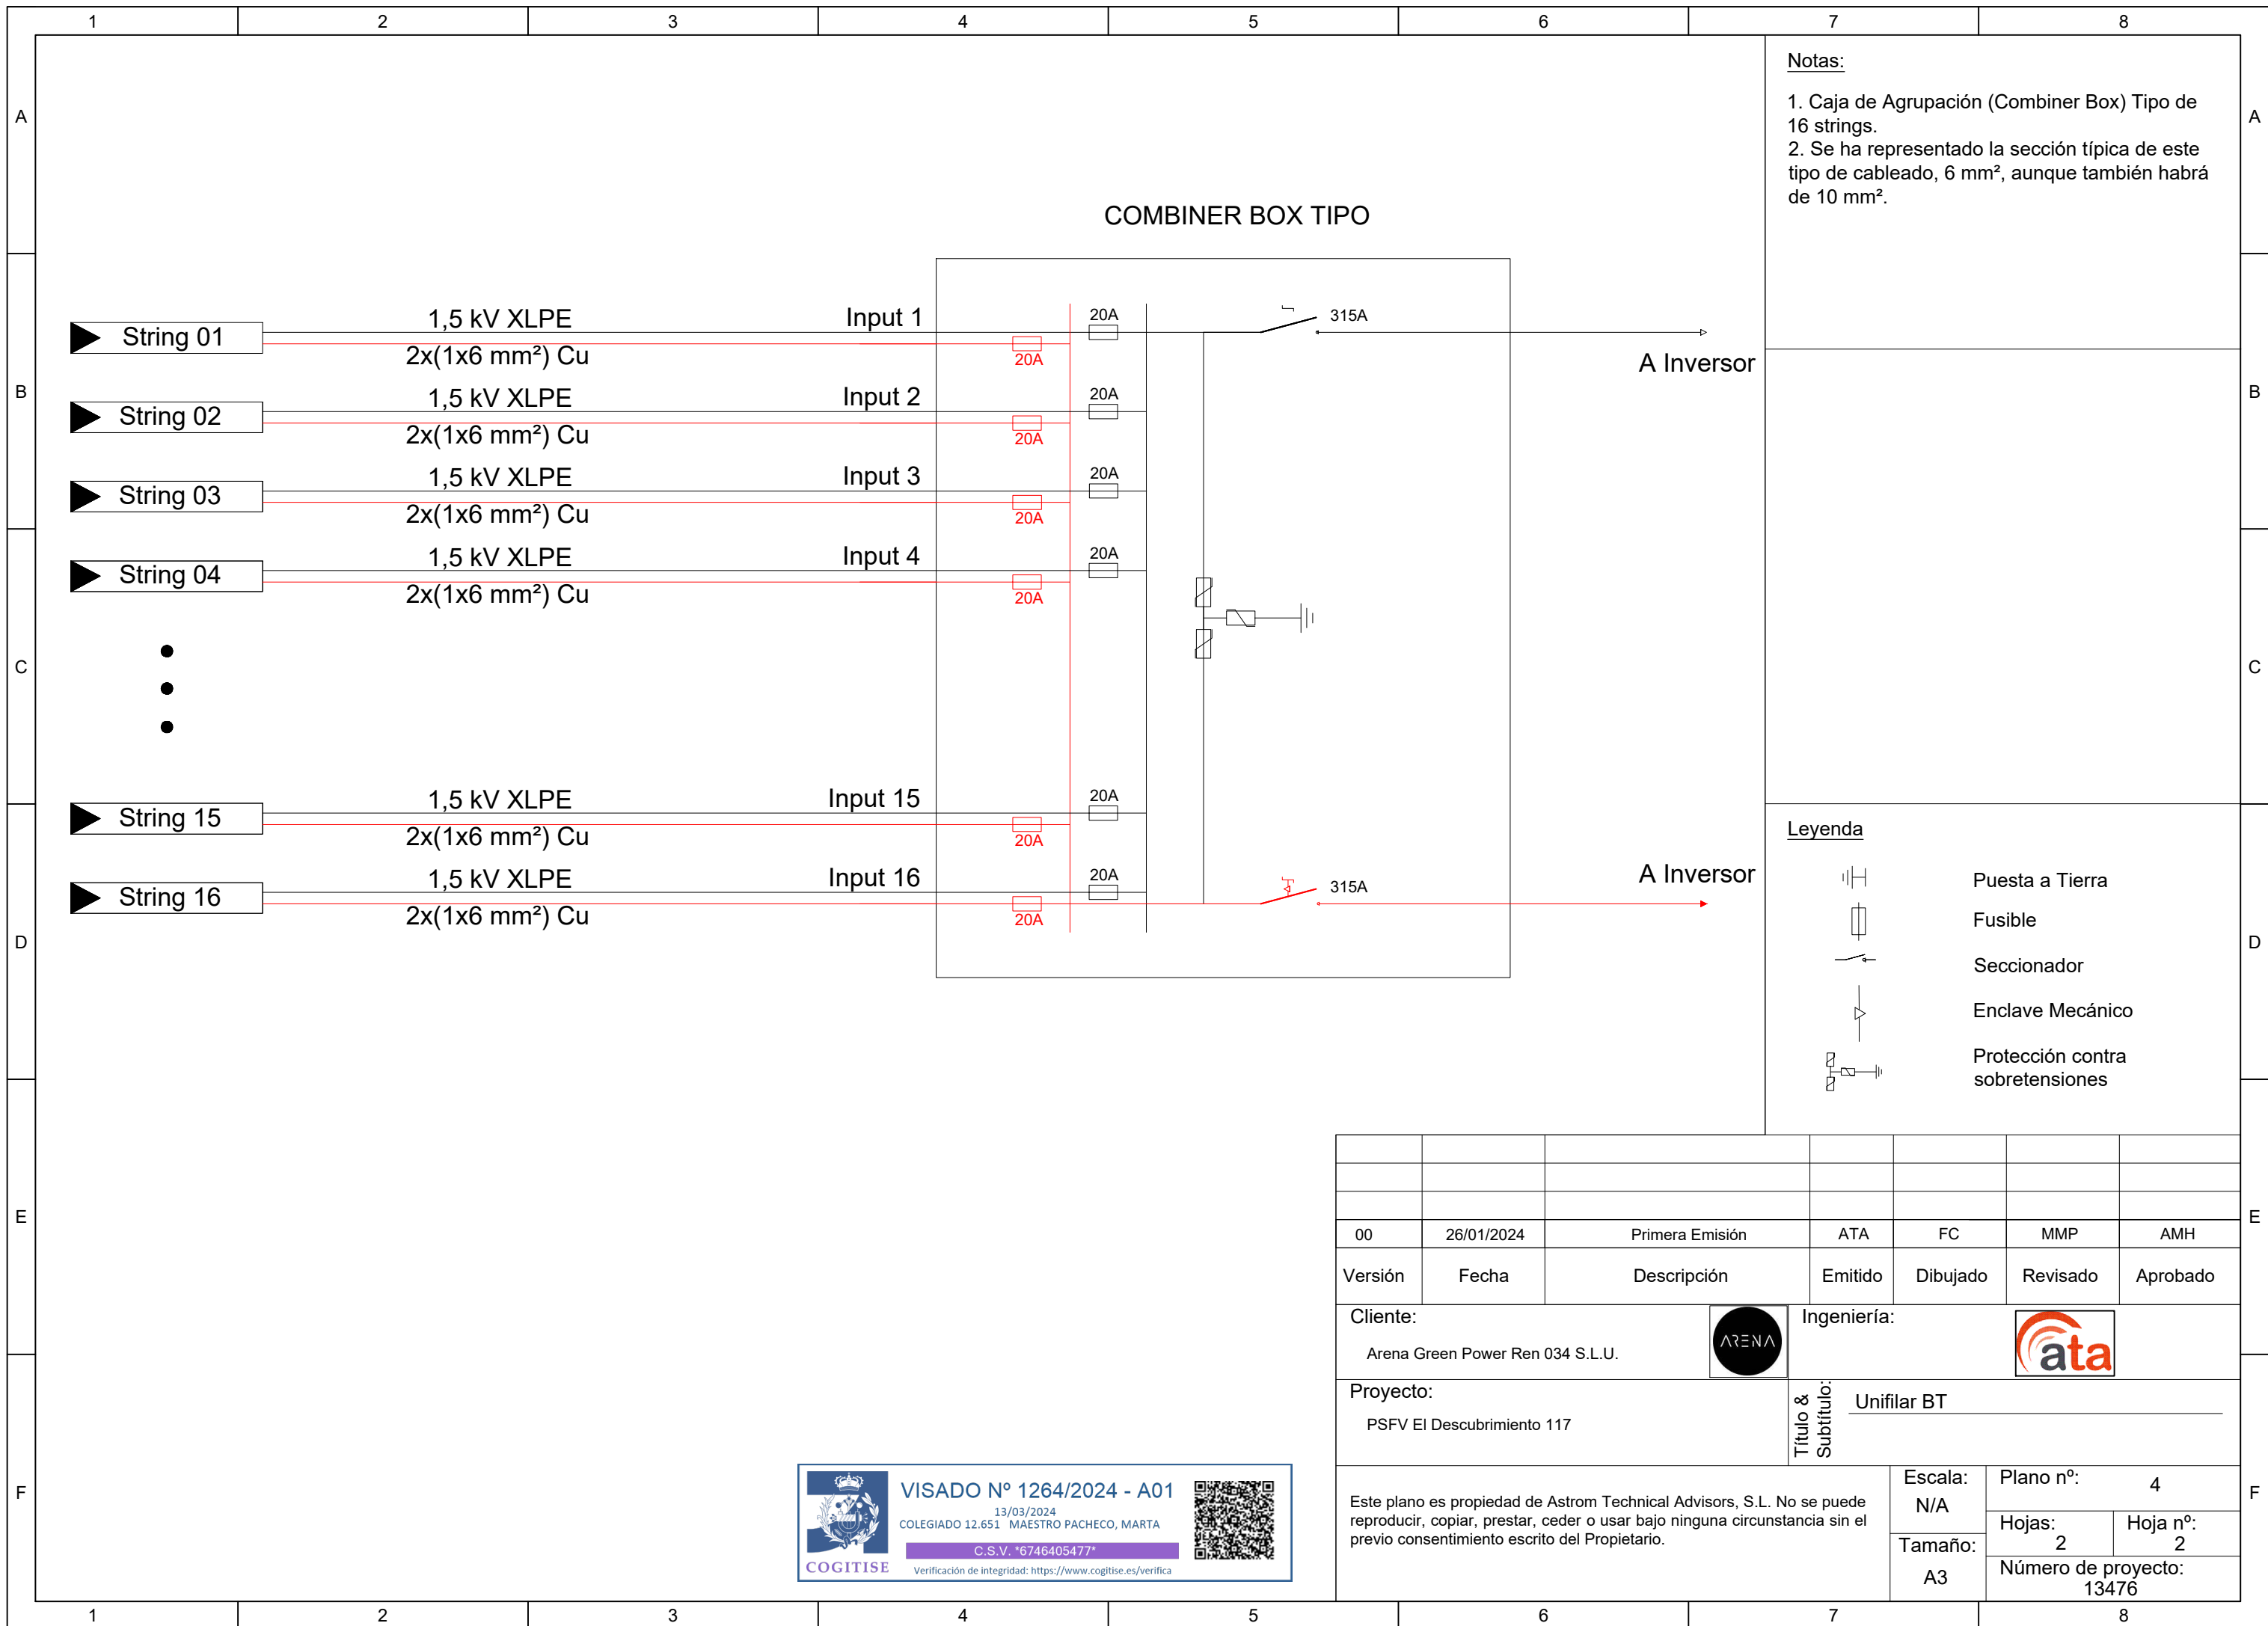 1 2 3 4 5 6 7 8
A A
B B
C C
D D
E E
F F
Notas:
1. Caja de Agrupación (Combiner Box) Tipo de
16 strings.
2. Se ha representado la sección típica de este
tipo de cableado, 6 mm², aunque también habrá
de 10 mm².
COMBINER BOX TIPO
String 01 1,5 kV XLPE Input 1 20A 315A
2x(1x6 mm²) Cu 20A A Inversor
String 02 1,5 kV XLPE Input 2 20A
2x(1x6 mm²) Cu 20A
String 03 1,5 kV XLPE Input 3 20A
2x(1x6 mm²) Cu 20A
String 04 1,5 kV XLPE Input 4 20A
2x(1x6 mm²) Cu 20A
String 15 1,5 kV XLPE Input 15 20A
2x(1x6 mm²) Cu 20A
String 16 1,5 kV XLPE Input 16 20A 315A A Inversor
2x(1x6 mm²) Cu 20A
Leyenda
Puesta a Tierra
Fusible
Seccionador
Enclave Mecánico
Protección contra
sobretensiones
00 26/01/2024 Primera Emisión ATA FC MMP AMH
Versión Fecha Descripción Emitido Dibujado Revisado Aprobado
Cliente:
Arena Green Power Ren 034 S.L.U.
ARENA
Ingeniería:
ata
Proyecto:
PSFV El Descubrimiento 117
Título &
Subtítulo:
Unifilar BT
Este plano es propiedad de Astrom Technical Advisors, S.L. No se puede
reproducir, copiar, prestar, ceder o usar bajo ninguna circunstancia sin el
previo consentimiento escrito del Propietario.
Escala:
N/A
Tamaño:
A3
Plano nº: 4
Hojas:
2
Hoja nº:
2
Número de proyecto:
13476
COGITISE
VISADO Nº 1264/2024 - A01
13/03/2024
COLEGIADO 12.651 MAESTRO PACHECO, MARTA
C.S.V. *6746405477*
Verificación de integridad: https://www.cogitise.es/verifica
1 2 3 4 5 6 7 8